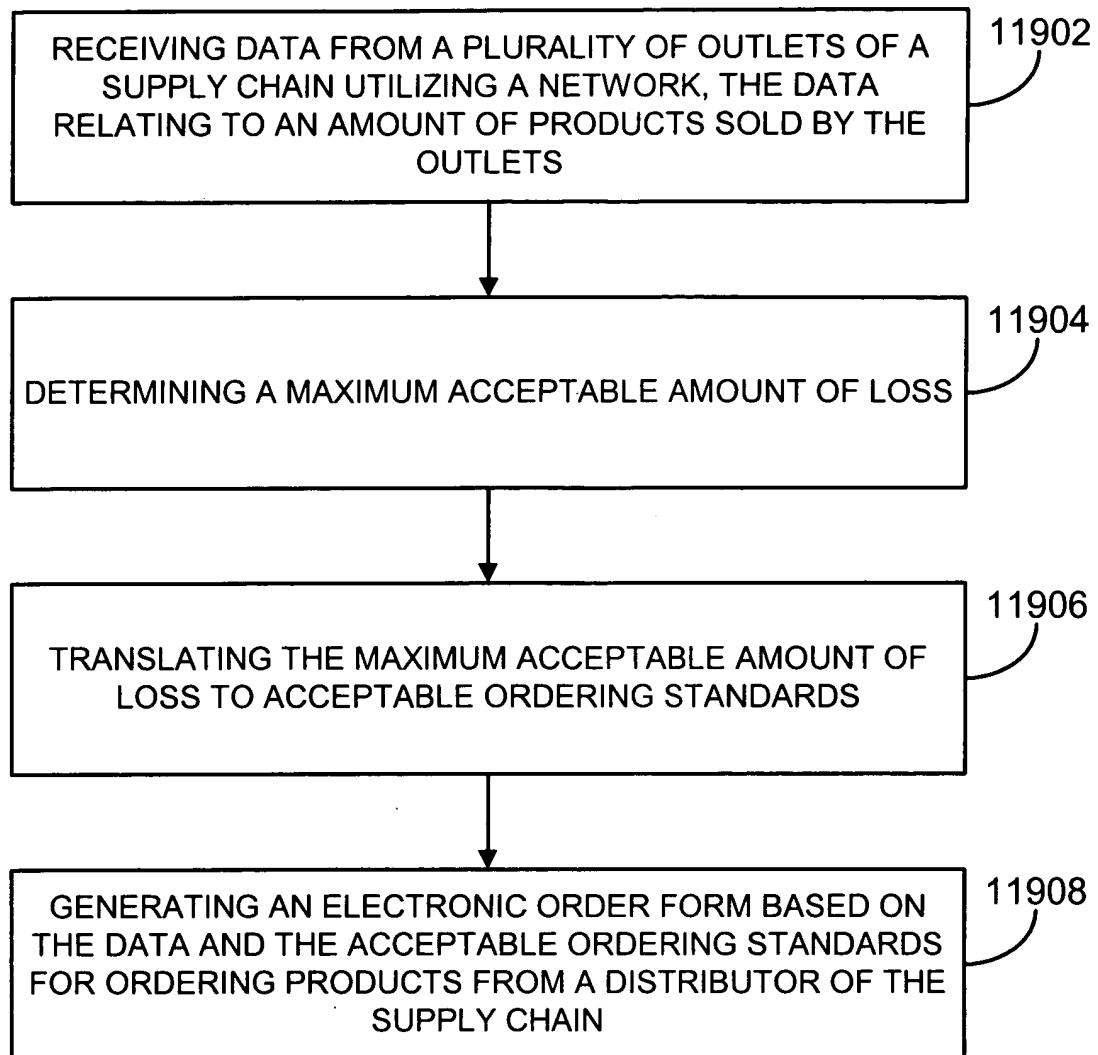 RECEIVING DATA FROM A PLURALITY OF OUTLETS OF A
SUPPLY CHAIN UTILIZING A NETWORK, THE DATA
RELATING TO AN AMOUNT OF PRODUCTS SOLD BY THE
OUTLETS
11902
DETERMINING A MAXIMUM ACCEPTABLE AMOUNT OF LOSS
11904
TRANSLATING THE MAXIMUM ACCEPTABLE AMOUNT OF
LOSS TO ACCEPTABLE ORDERING STANDARDS
11906
GENERATING AN ELECTRONIC ORDER FORM BASED ON
THE DATA AND THE ACCEPTABLE ORDERING STANDARDS
FOR ORDERING PRODUCTS FROM A DISTRIBUTOR OF THE
SUPPLY CHAIN
11908